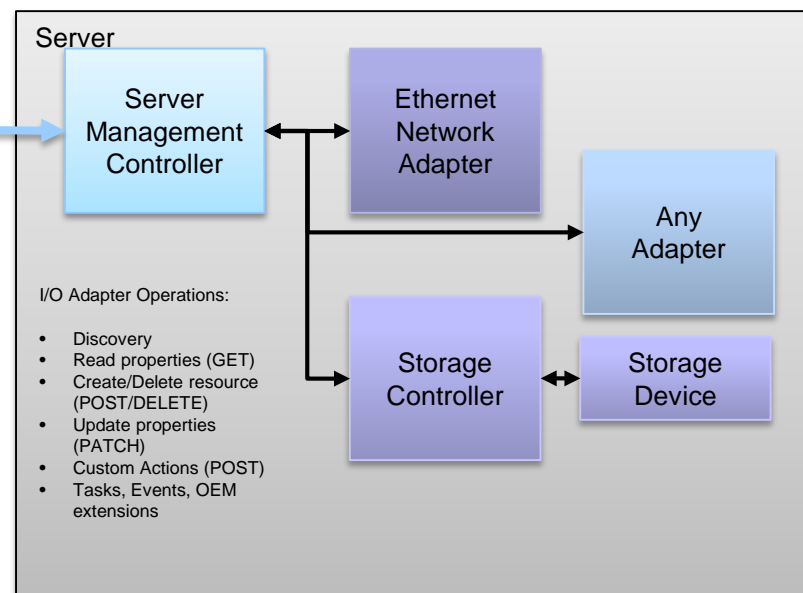 Server
Server
Management
Controller
Ethernet
Network
Adapter
Any
Adapter
I/O Adapter Operations:
• Discovery
• Read properties (GET)
• Create/Delete resource
(POST/DELETE)
• Update properties
(PATCH)
• Custom Actions (POST)
• Tasks, Events, OEM
extensions
Storage
Controller
Storage
Device